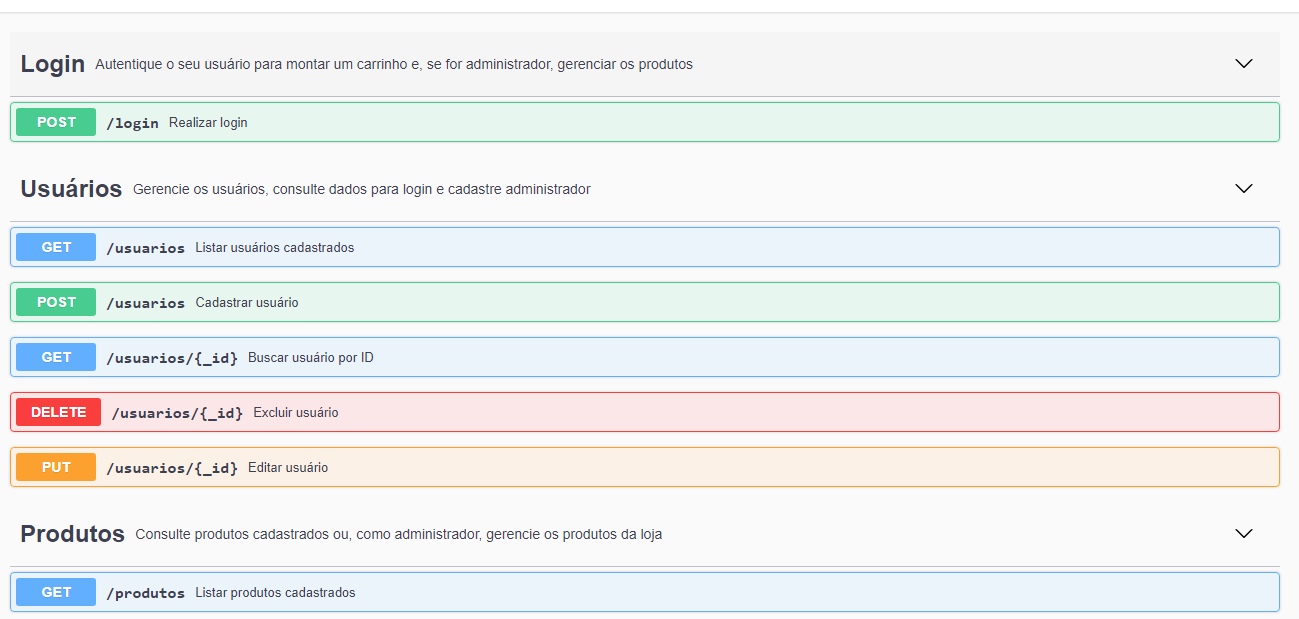 Login Autentique o seu usuário para montar um carrinho e, se for administrador, gerenciar os produtos
POST /login Realizar login
Usuários Gerencie os usuários, consulte dados para login e cadastre administrador
GET /usuarios Listar usuários cadastrados
POST /usuarios Cadastrar usuário
GET /usuarios/{_id} Buscar usuário por ID
DELETE /usuarios/{_id} Excluir usuário
PUT /usuarios/{_id} Editar usuário
Produtos Consulte produtos cadastrados ou, como administrador, gerencie os produtos da loja
GET /produtos Listar produtos cadastrados